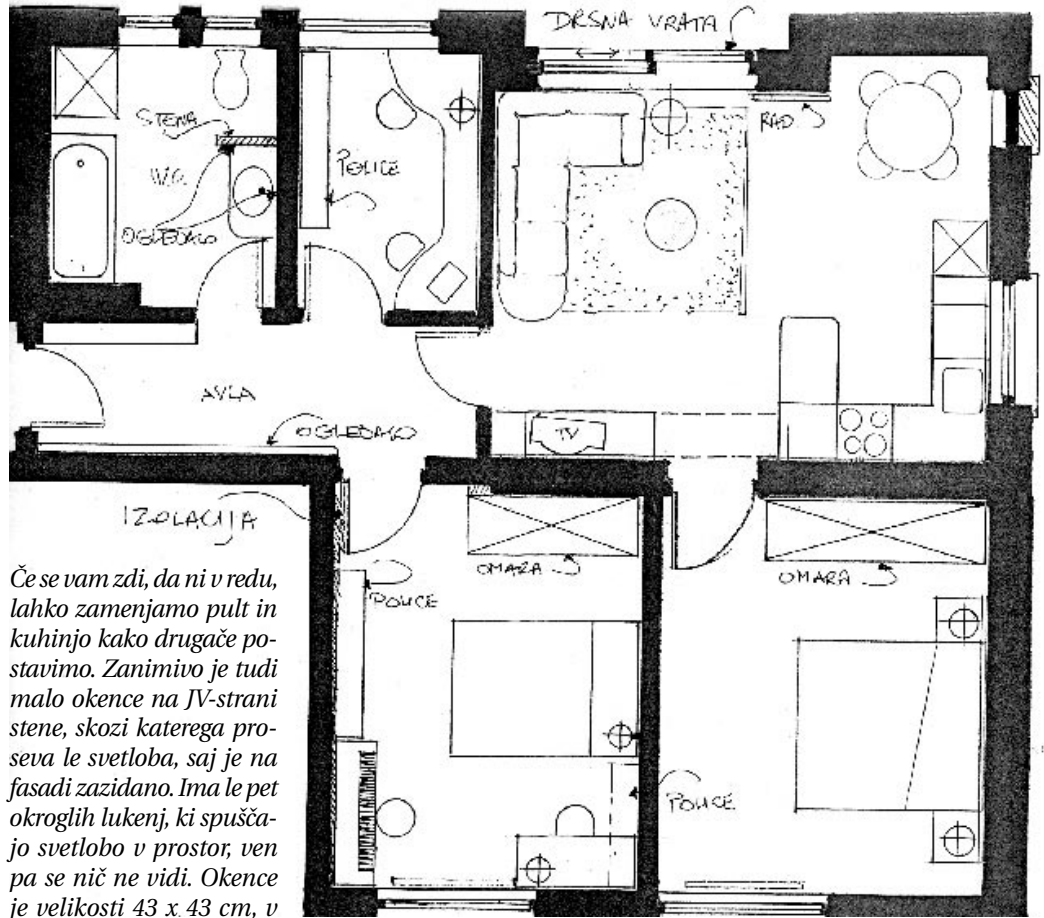 DRSNA VRATA
STENA
RAD.
POLICE
W.C.
OGLEDALO
AVLA
OGLEDALO
TV
IZOLACIJA
OMARA
OMARA
POLICE
POLICE
Če se vam zdi, da ni v redu,
lahko zamenjamo pult in
kuhinjo kako drugače po-
stavimo. Zanimivo je tudi
malo okence na JV-strani
stene, skozi katerega pro-
seva le svetloba, saj je na
fasadi zazidano. Ima le pet
okroglih lukenj, ki spušča-
jo svetlobo v prostor, ven
pa se nič ne vidi. Okence
je velikosti 43 x 43 cm, v